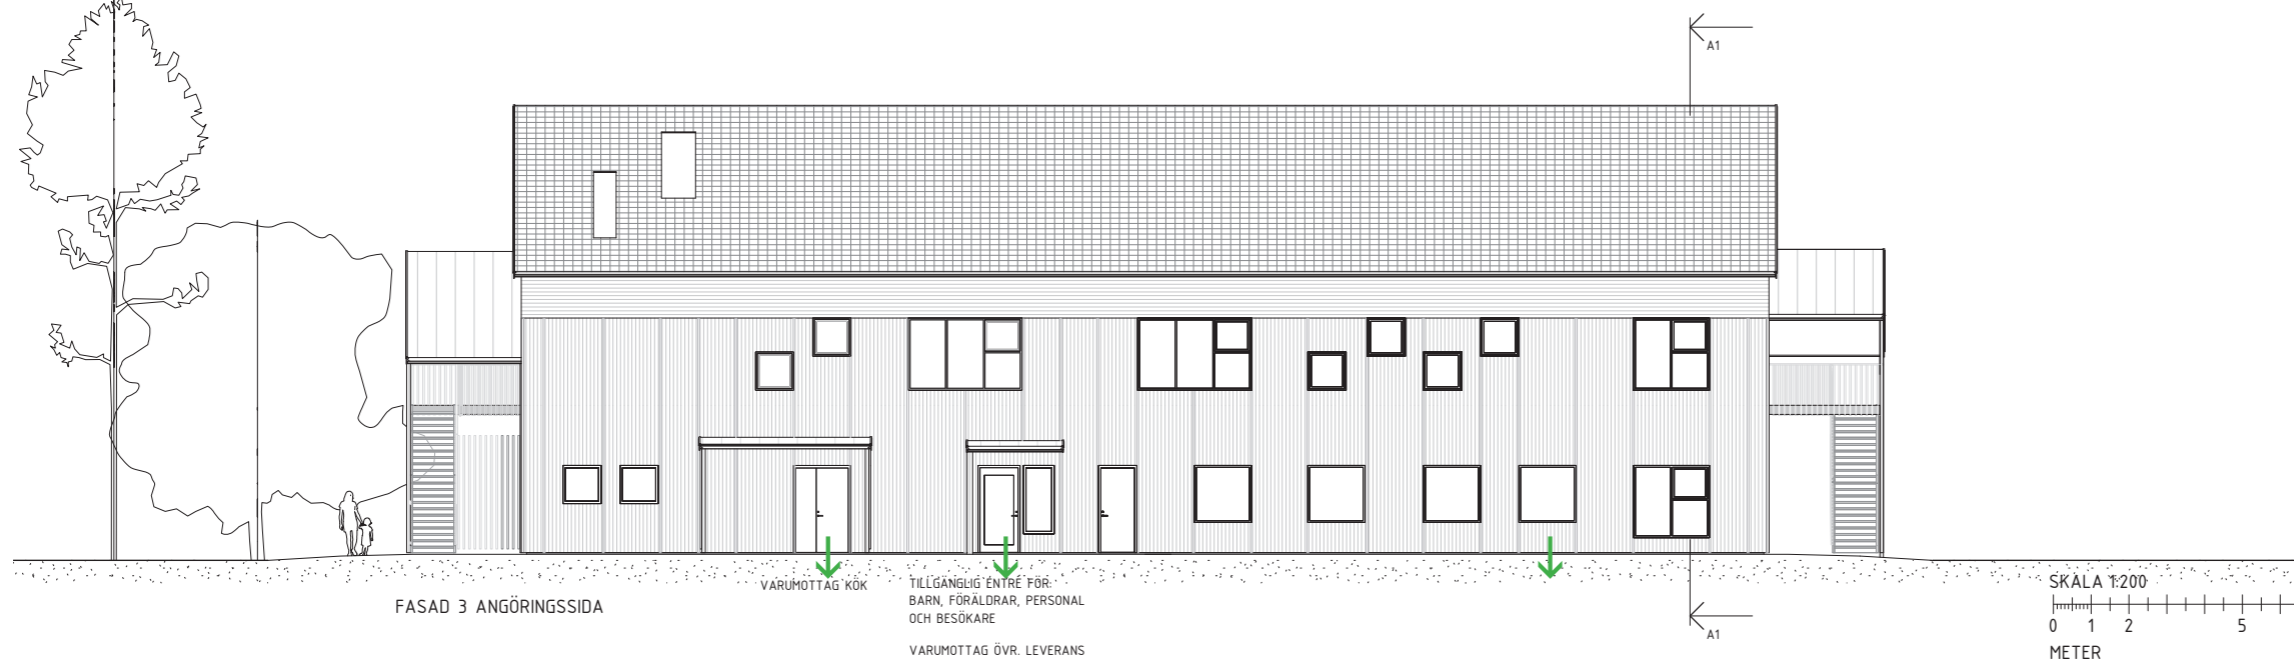 A1
VARUMOTTAG KÖK
TILLGÄNGLIG ENTRÉ FÖR:
BARN, FÖRÄLDRAR, PERSONAL
OCH BESÖKARE
VARUMOTTAG ÖVR. LEVERANS
FASAD 3 ANGÖRINGSSIDA
A1
SKALA 1:200
0 1 2 5
METER